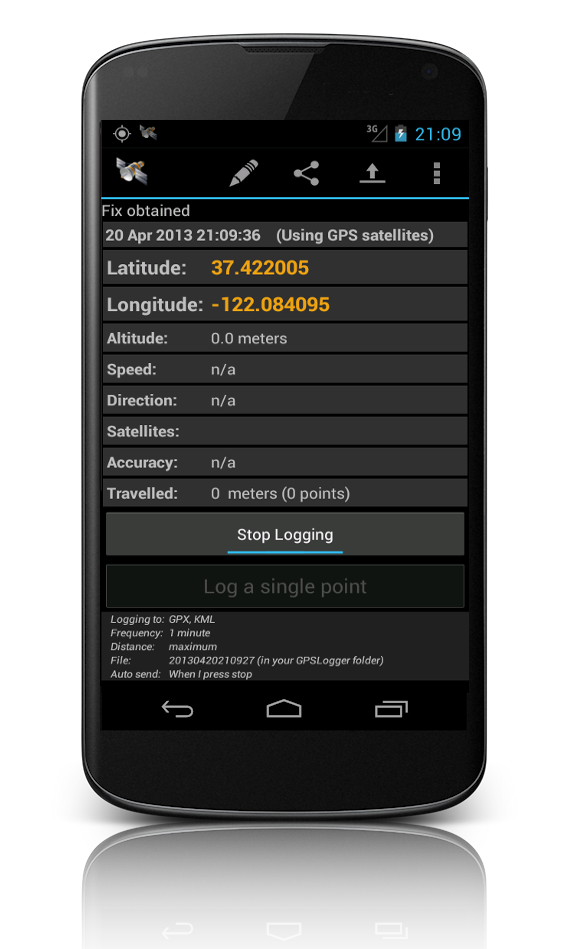 3G 21:09
Fix obtained
20 Apr 2013 21:09:36 (Using GPS satellites)
Latitude: 37.422005
Longitude: -122.084095
Altitude: 0.0 meters
Speed: n/a
Direction: n/a
Satellites:
Accuracy: n/a
Travelled: 0 meters (0 points)
Stop Logging
Log a single point
Logging to: GPX, KML
Frequency: 1 minute
Distance: maximum
File: 20130420210927 (in your GPSLogger folder)
Auto send: When I press stop